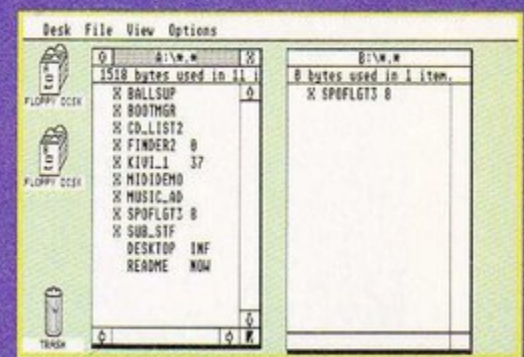 Desk File View Options
A:\*.*
1518 bytes used in 11 i
BALLSUP
BOOTMGR
CD_LIST2
FINDER2 0
KIVI_1 37
MIDIDEMO
MUSIC_AD
SPOFLGT3 8
SUB_STF
DESKTOP INF
README NOW
B:\*.*
0 bytes used in 1 item.
SPOFLGT3 8
FLOPPY DISK
FLOPPY DISK
TRASH